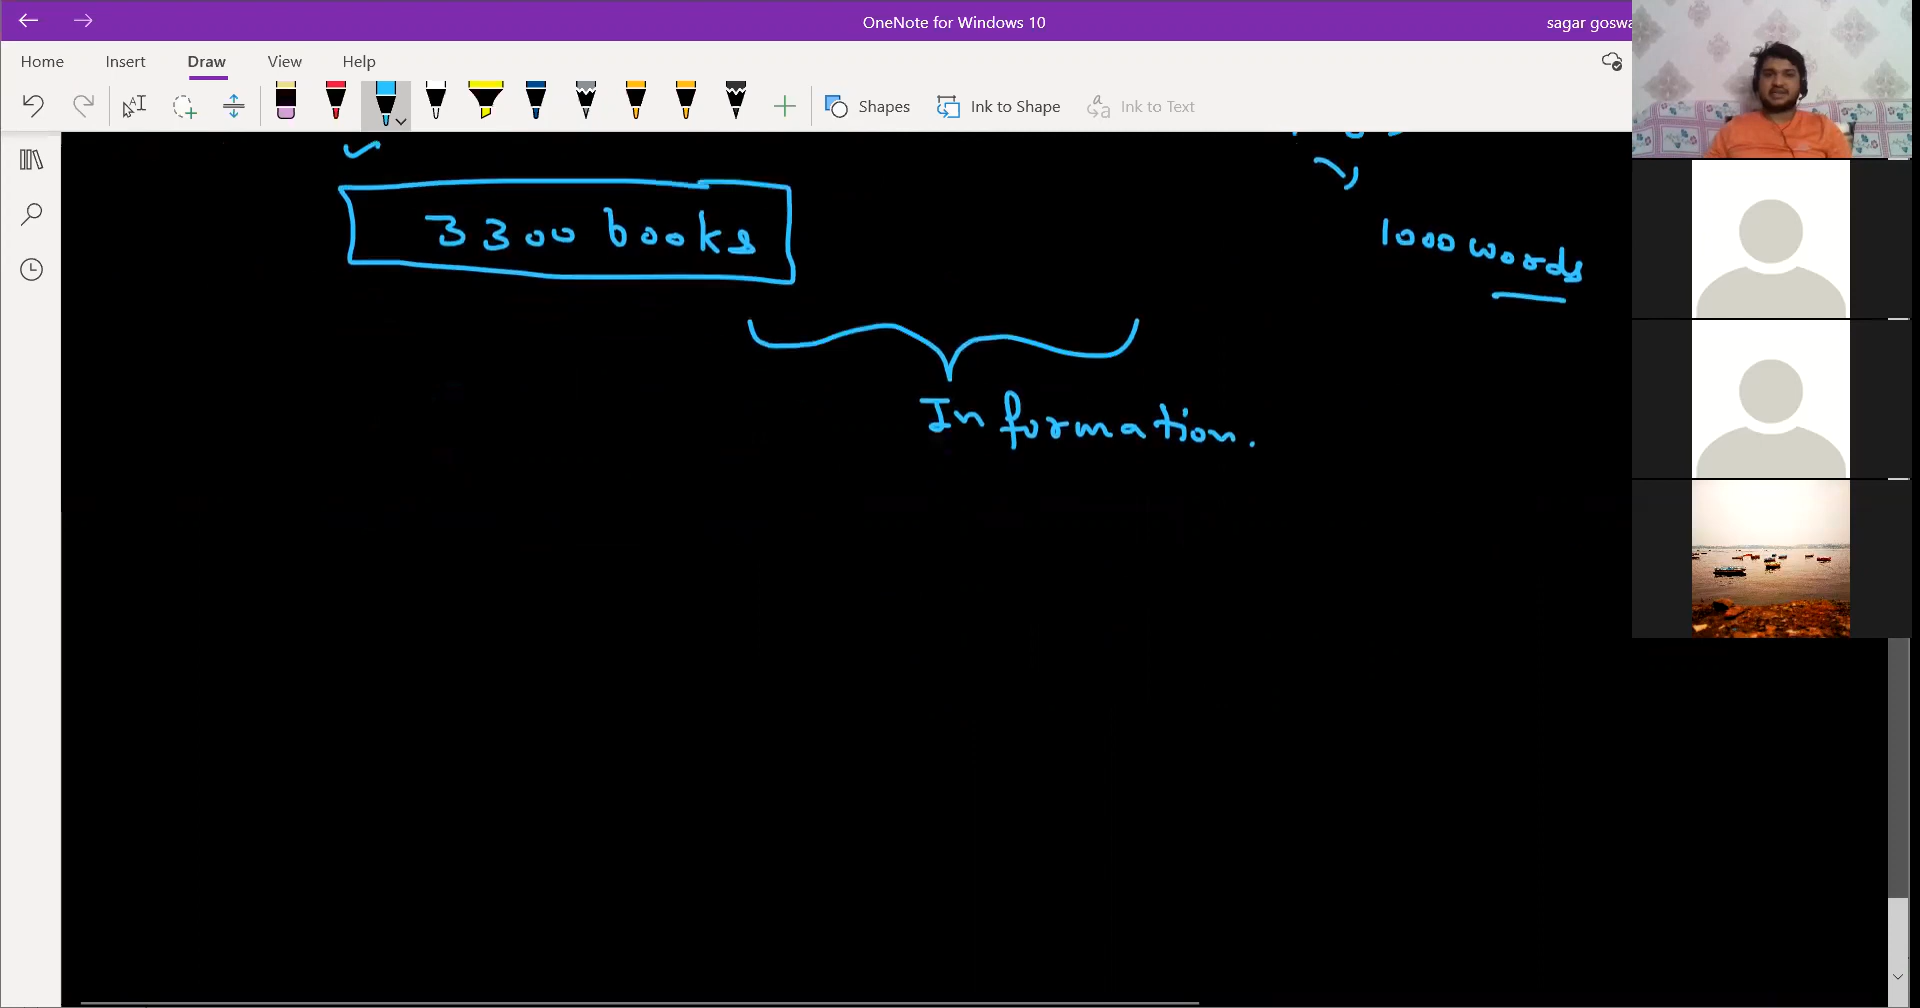 OneNote for Windows 10
sagar goswa
Home Insert Draw View Help
Shapes Ink to Shape Ink to Text
3300 books
1000 words
Information.